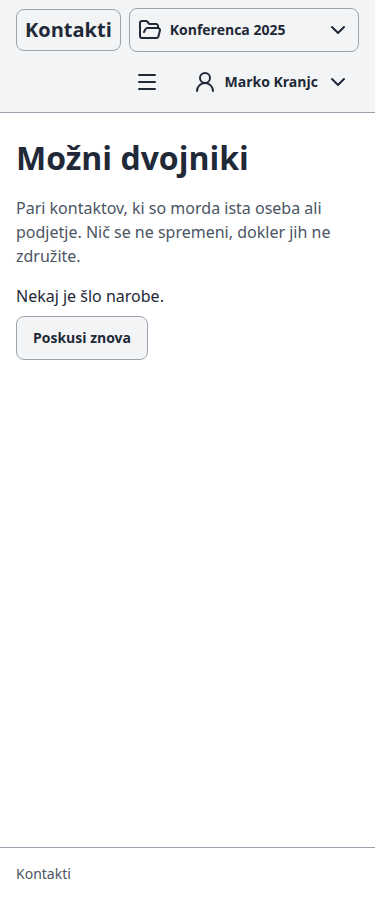 Kontakti
Konferenca 2025
Marko Kranjc
Možni dvojniki
Pari kontaktov, ki so morda ista oseba ali
podjetje. Nič se ne spremeni, dokler jih ne
združite.
Nekaj je šlo narobe.
Poskusi znova
Kontakti